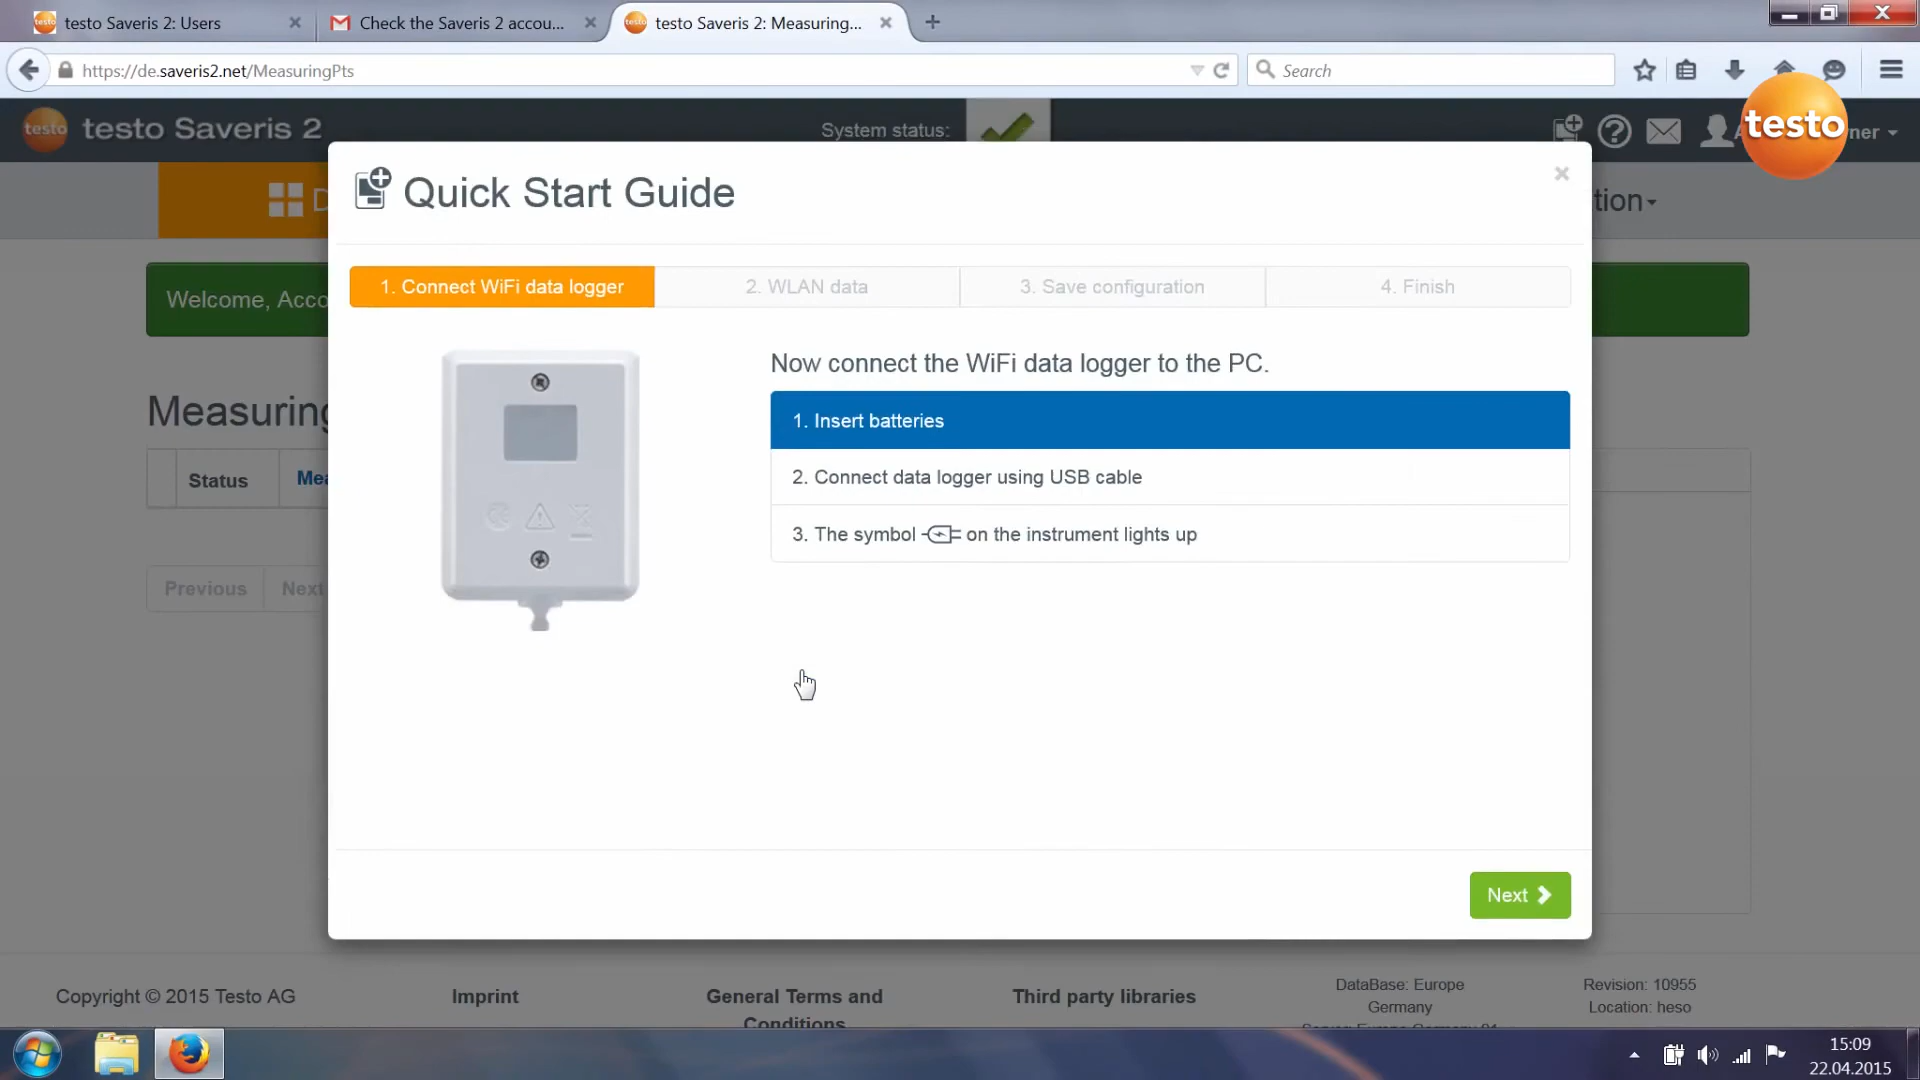 testo Saveris 2: Users
Check the Saveris 2 accou...
testo Saveris 2: Measuring...
https://de.saveris2.net/MeasuringPts
Search
testo
testo Saveris 2
System status:
ner
testo
D
tion
Quick Start Guide
1. Connect WiFi data logger
2. WLAN data
3. Save configuration
4. Finish
Welcome, Acco
Now connect the WiFi data logger to the PC.
1. Insert batteries
2. Connect data logger using USB cable
3. The symbol on the instrument lights up
Measuring
Status
Mea
Previous
Next
Next
Copyright © 2015 Testo AG
Imprint
General Terms and
Conditions
Third party libraries
DataBase: Europe
Germany
Revision: 10955
Location: heso
15:09
22.04.2015